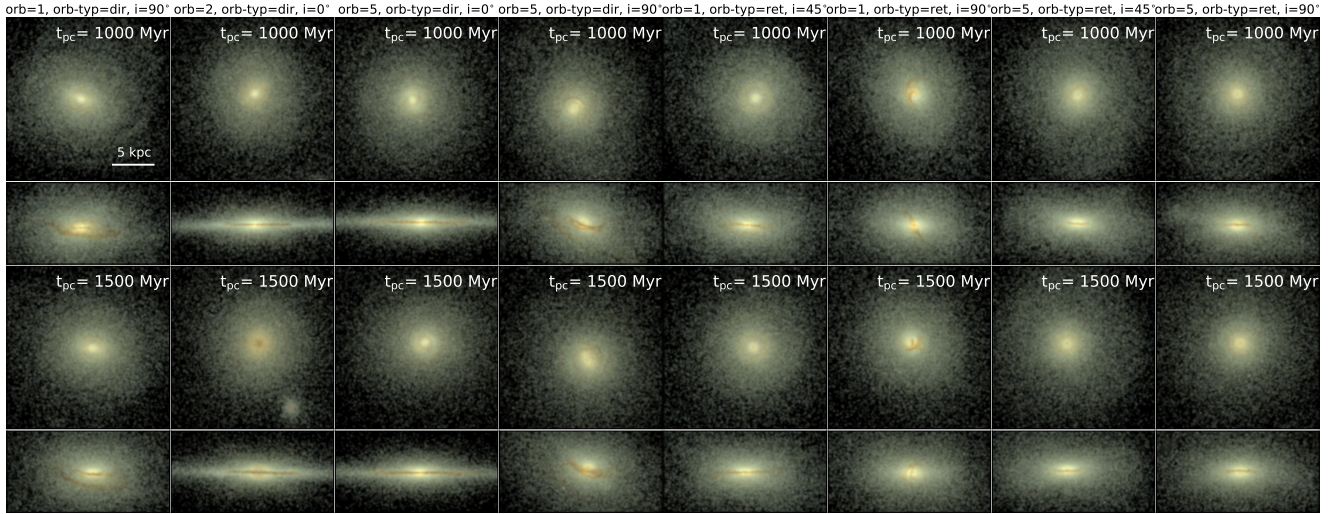 orb=1, orb-typ=dir, i=90° orb=2, orb-typ=dir, i=0° orb=5, orb-typ=dir, i=0° orb=5, orb-typ=dir, i=90° orb=1, orb-typ=ret, i=45° orb=1, orb-typ=ret, i=90° orb=5, orb-typ=ret, i=45° orb=5, orb-typ=ret, i=90°
tpc= 1000 Myr tpc= 1000 Myr tpc= 1000 Myr tpc= 1000 Myr tpc= 1000 Myr tpc= 1000 Myr tpc= 1000 Myr tpc= 1000 Myr
5 kpc
tpc= 1500 Myr tpc= 1500 Myr tpc= 1500 Myr tpc= 1500 Myr tpc= 1500 Myr tpc= 1500 Myr tpc= 1500 Myr tpc= 1500 Myr